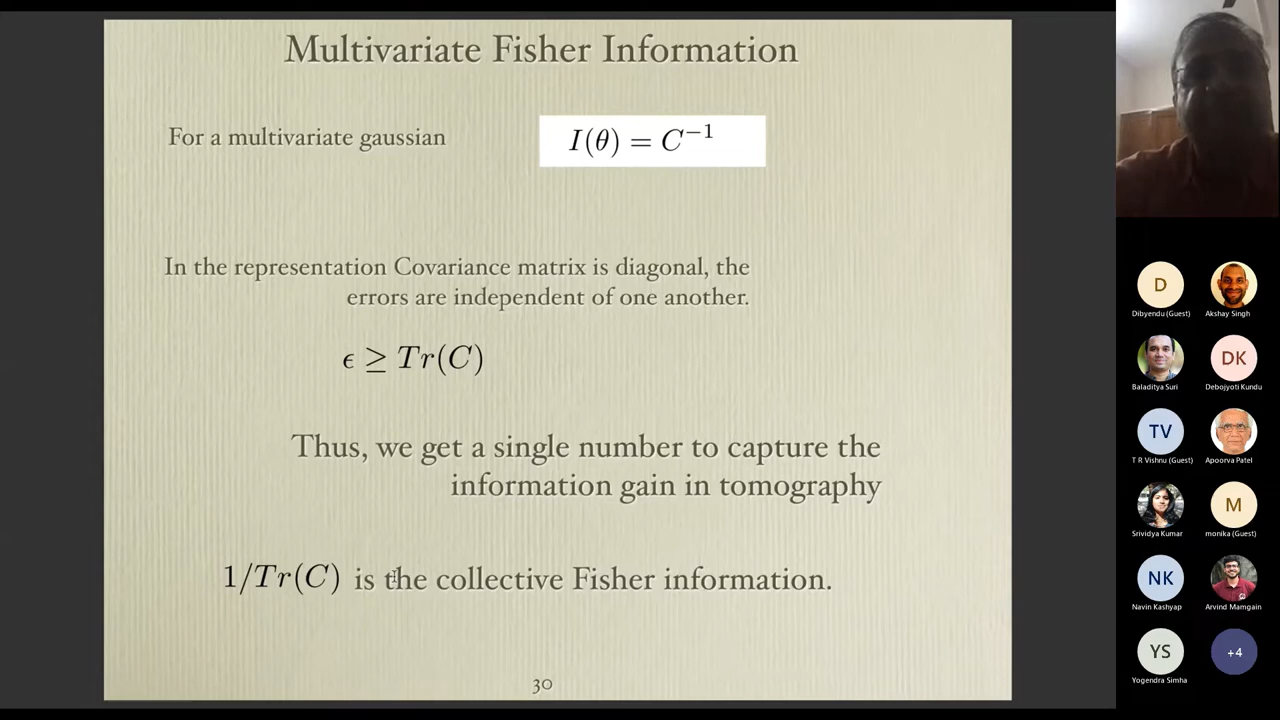 Multivariate Fisher Information
For a multivariate gaussian
I(θ) = C⁻¹
In the representation Covariance matrix is diagonal, the
errors are independent of one another.
ϵ ≥ Tr(C)
Thus, we get a single number to capture the
information gain in tomography
1/Tr(C) is the collective Fisher information.
30
D
Dibyendu (Guest)
Akshay Singh
Baladitya Suri
DK
Debojyoti Kundu
TV
T R Vishnu (Guest)
Apoorva Patel
Srividya Kumar
M
monika (Guest)
NK
Navin Kashyap
Arvind Mamgain
YS
Yogendra Simha
+4